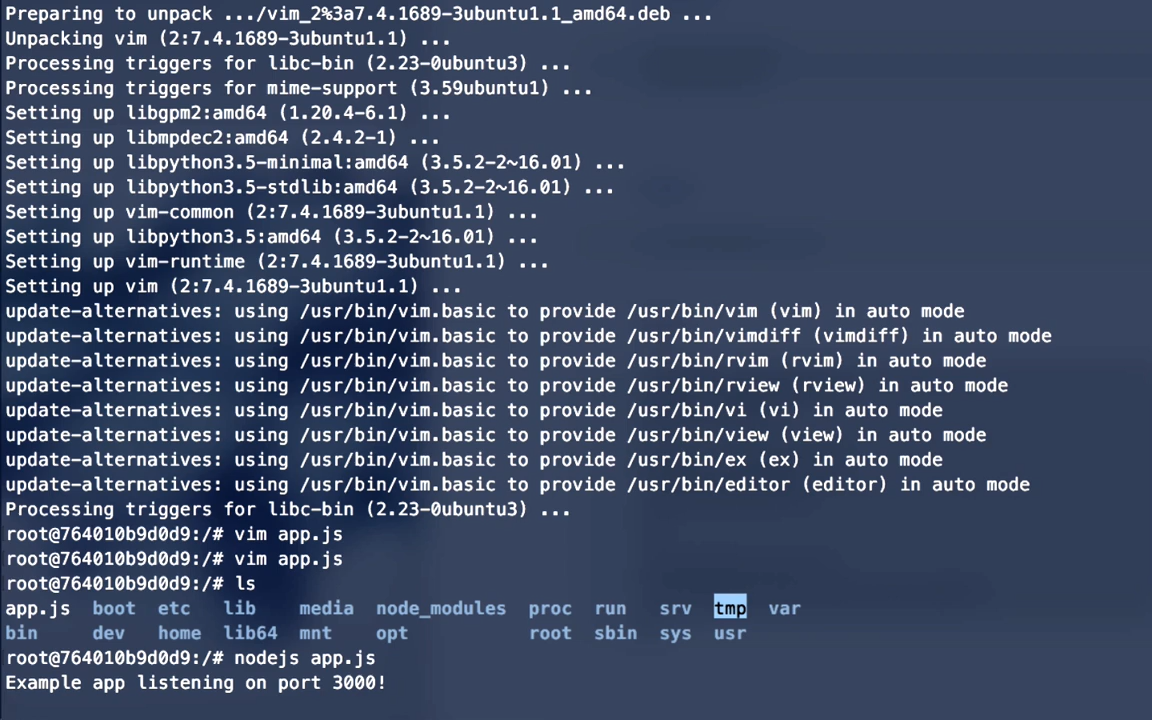 Preparing to unpack .../vim_2%3a7.4.1689-3ubuntu1.1_amd64.deb ...
Unpacking vim (2:7.4.1689-3ubuntu1.1) ...
Processing triggers for libc-bin (2.23-0ubuntu3) ...
Processing triggers for mime-support (3.59ubuntu1) ...
Setting up libgpm2:amd64 (1.20.4-6.1) ...
Setting up libmpdec2:amd64 (2.4.2-1) ...
Setting up libpython3.5-minimal:amd64 (3.5.2-2~16.01) ...
Setting up libpython3.5-stdlib:amd64 (3.5.2-2~16.01) ...
Setting up vim-common (2:7.4.1689-3ubuntu1.1) ...
Setting up libpython3.5:amd64 (3.5.2-2~16.01) ...
Setting up vim-runtime (2:7.4.1689-3ubuntu1.1) ...
Setting up vim (2:7.4.1689-3ubuntu1.1) ...
update-alternatives: using /usr/bin/vim.basic to provide /usr/bin/vim (vim) in auto mode
update-alternatives: using /usr/bin/vim.basic to provide /usr/bin/vimdiff (vimdiff) in auto mode
update-alternatives: using /usr/bin/vim.basic to provide /usr/bin/rvim (rvim) in auto mode
update-alternatives: using /usr/bin/vim.basic to provide /usr/bin/rview (rview) in auto mode
update-alternatives: using /usr/bin/vim.basic to provide /usr/bin/vi (vi) in auto mode
update-alternatives: using /usr/bin/vim.basic to provide /usr/bin/view (view) in auto mode
update-alternatives: using /usr/bin/vim.basic to provide /usr/bin/ex (ex) in auto mode
update-alternatives: using /usr/bin/vim.basic to provide /usr/bin/editor (editor) in auto mode
Processing triggers for libc-bin (2.23-0ubuntu3) ...
root@764010b9d0d9:/# vim app.js
root@764010b9d0d9:/# vim app.js
root@764010b9d0d9:/# ls
app.js  boot  etc   lib    media  node_modules  proc  run   srv  tmp  var
bin     dev   home  lib64  mnt    opt           root  sbin  sys  usr
root@764010b9d0d9:/# nodejs app.js
Example app listening on port 3000!